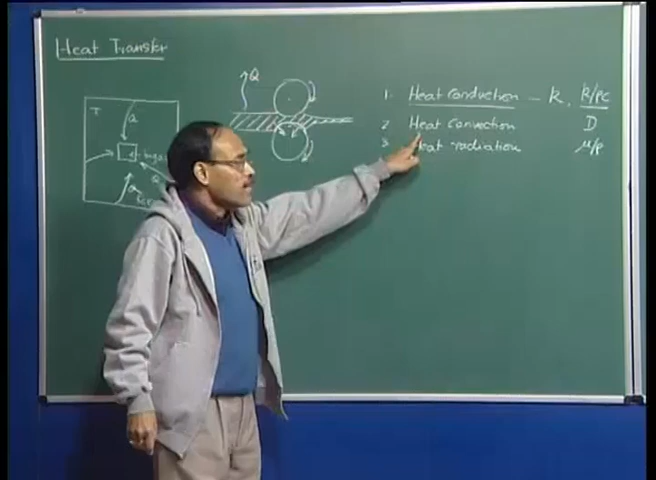 Heat Transfer
Q
1. Heat Conduction — k, k/ρc
2 Heat Convection D
3 Heat radiation μ/ρ
T
Q
Q